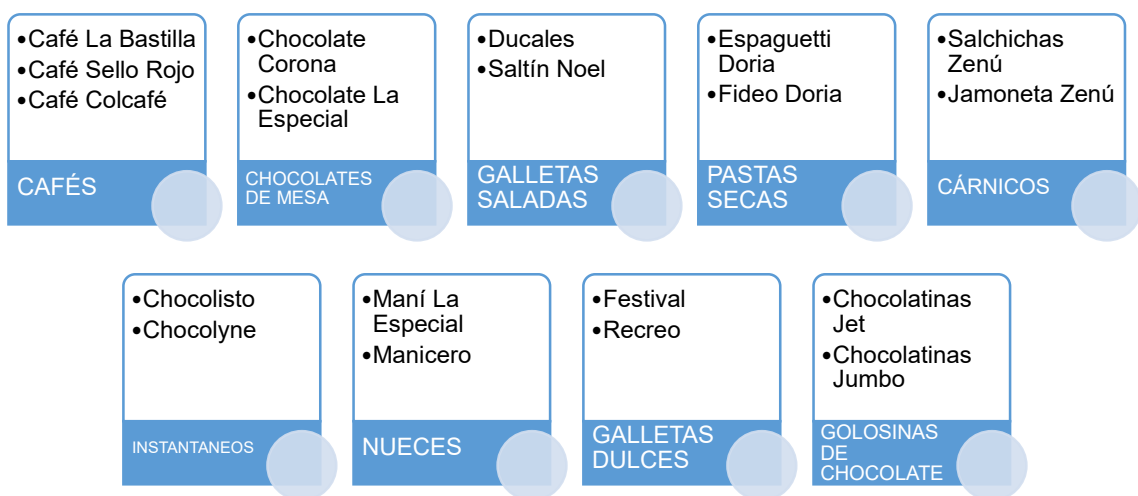 •Café La Bastilla
•Café Sello Rojo
•Café Colcafé
CAFÉS
•Chocolate
Corona
•Chocolate La
Especial
CHOCOLATES
DE MESA
•Ducales
•Saltín Noel
GALLETAS
SALADAS
•Espaguetti
Doria
•Fideo Doria
PASTAS
SECAS
•Salchichas
Zenú
•Jamoneta Zenú
CÁRNICOS
•Chocolisto
•Chocolyne
INSTANTANEOS
•Maní La
Especial
•Manicero
NUECES
•Festival
•Recreo
GALLETAS
DULCES
•Chocolatinas
Jet
•Chocolatinas
Jumbo
GOLOSINAS
DE
CHOCOLATE